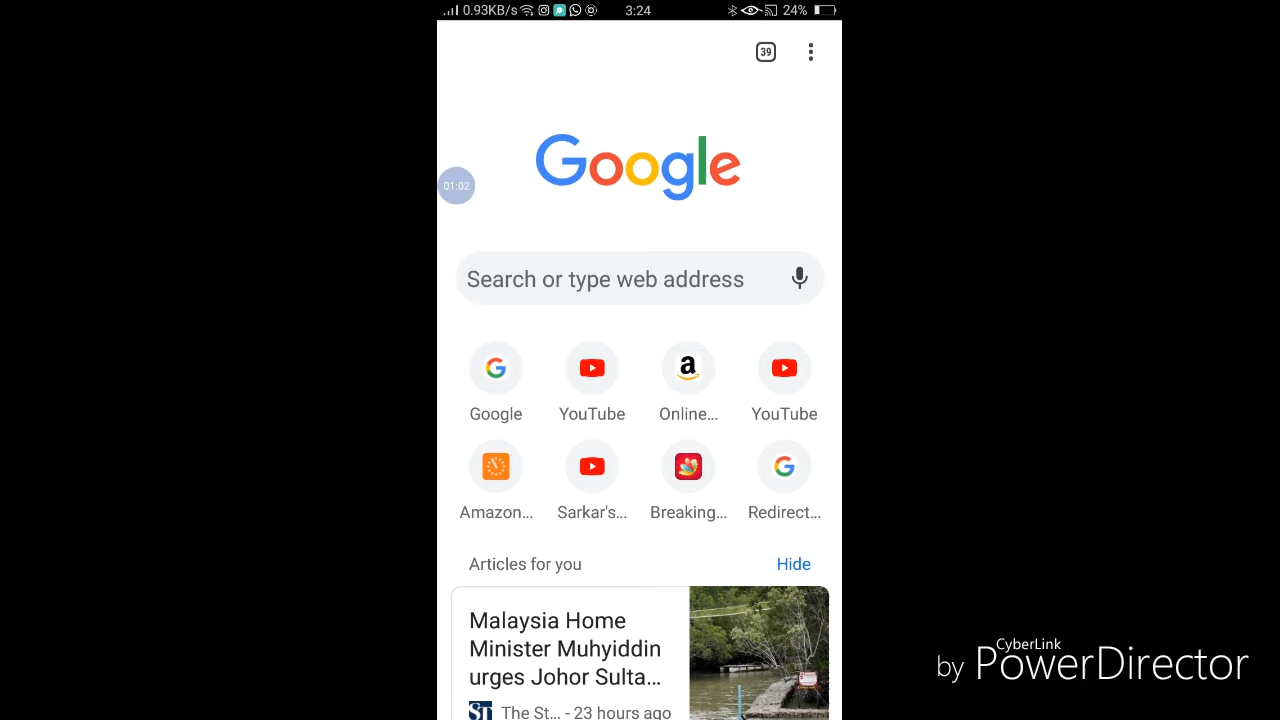 0.93KB/s 3:24 24%
39
Google
01:02
Search or type web address
Google YouTube Online... YouTube
Amazon... Sarkar's... Breaking... Redirect...
Articles for you Hide
Malaysia Home
Minister Muhyiddin
urges Johor Sulta...
ST The St... - 23 hours ago
CyberLink
by PowerDirector